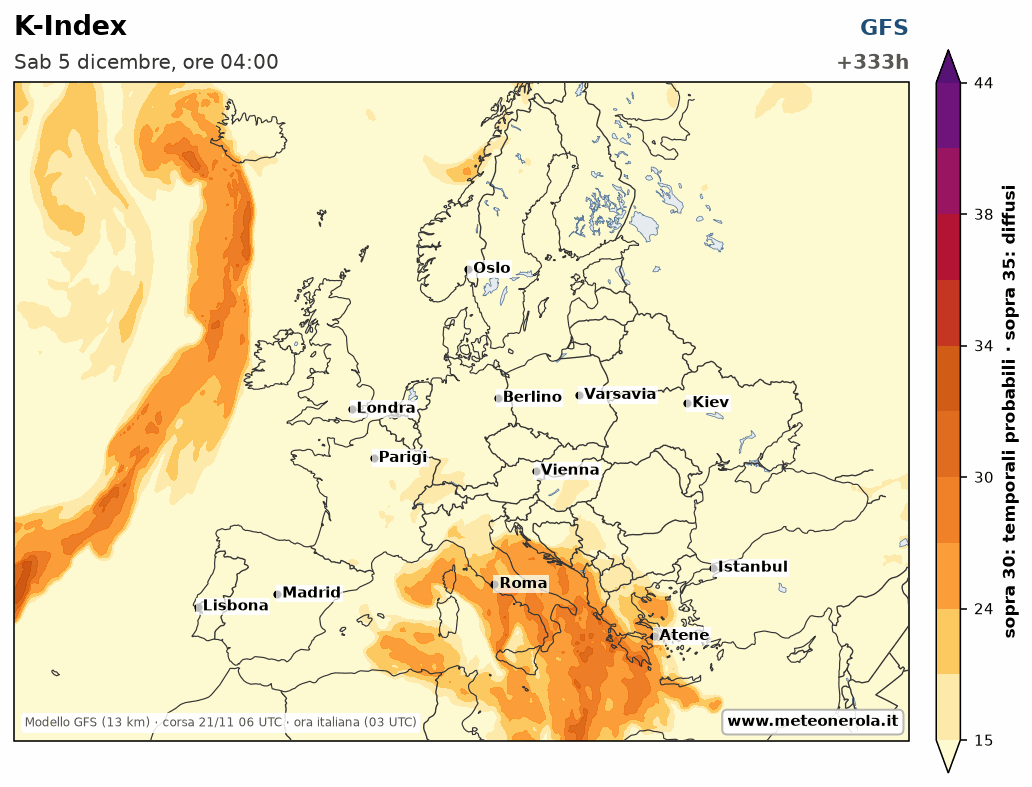 K-Index
GFS
Sab 5 dicembre, ore 04:00
+333h
Oslo
Berlino
Varsavia
Kiev
Londra
Parigi
Vienna
Istanbul
Roma
Madrid
Lisbona
Atene
Modello GFS (13 km) · corsa 21/11 06 UTC · ora italiana (03 UTC)
www.meteonerola.it
44
38
34
30
24
15
sopra 30: temporali probabili · sopra 35: diffusi